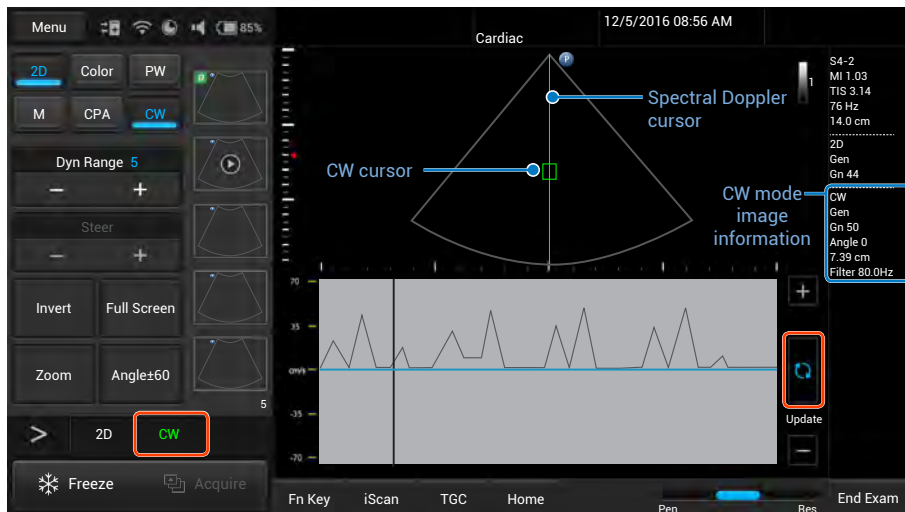 Menu
85%
Cardiac
12/5/2016 08:56 AM
2D
Color
PW
M
CPA
CW
Dyn Range 5
−
+
Steer
−
+
Invert
Full Screen
Zoom
Angle±60
5
>
2D
CW
Freeze
Acquire
P
P
1
Spectral Doppler
cursor
CW cursor
CW mode
image
information
S4-2
MI 1.03
TIS 3.14
76 Hz
14.0 cm
2D
Gen
Gn 44
CW
Gen
Gn 50
Angle 0
7.39 cm
Filter 80.0Hz
70
35
cm/s
-35
-70
+
Update
−
Fn Key
iScan
TGC
Home
Pen
Res
End Exam